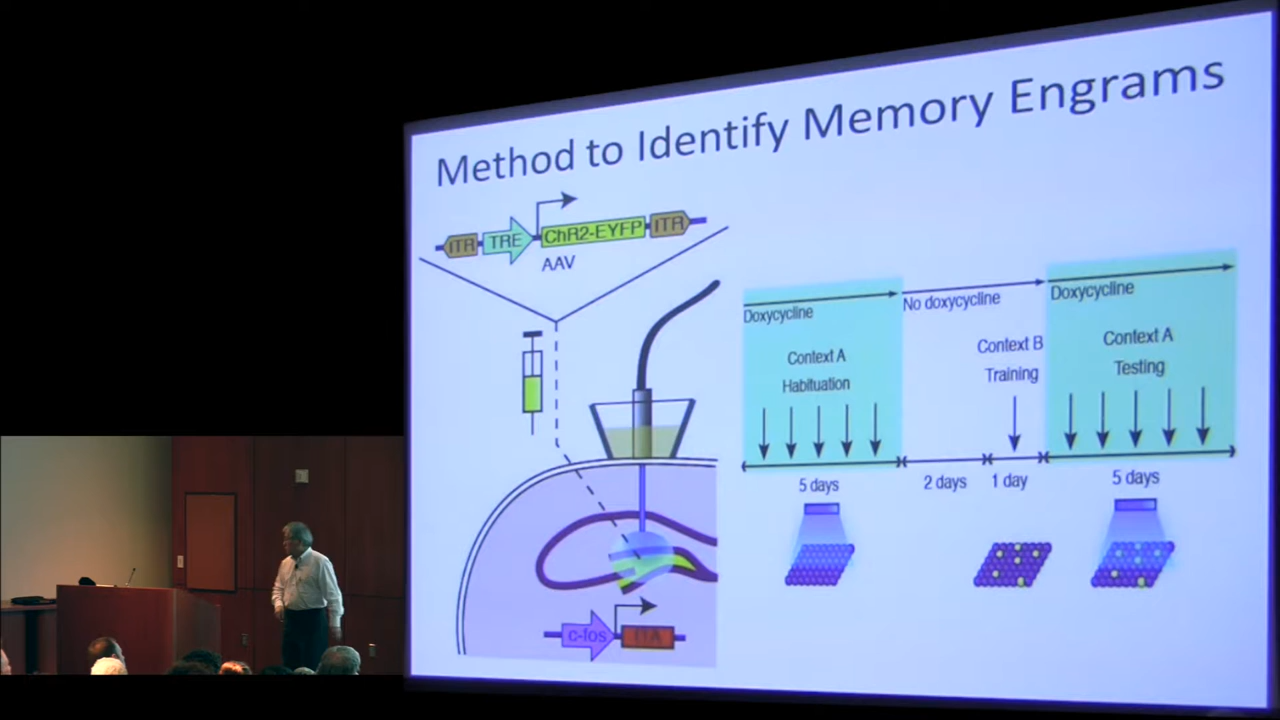 Method to Identify Memory Engrams
ITR TRE ChR2-EYFP ITR
AAV
Doxycycline
No doxycycline
Doxycycline
Context A
Habituation
Context B
Training
Context A
Testing
5 days
2 days
1 day
5 days
c-fos tTA